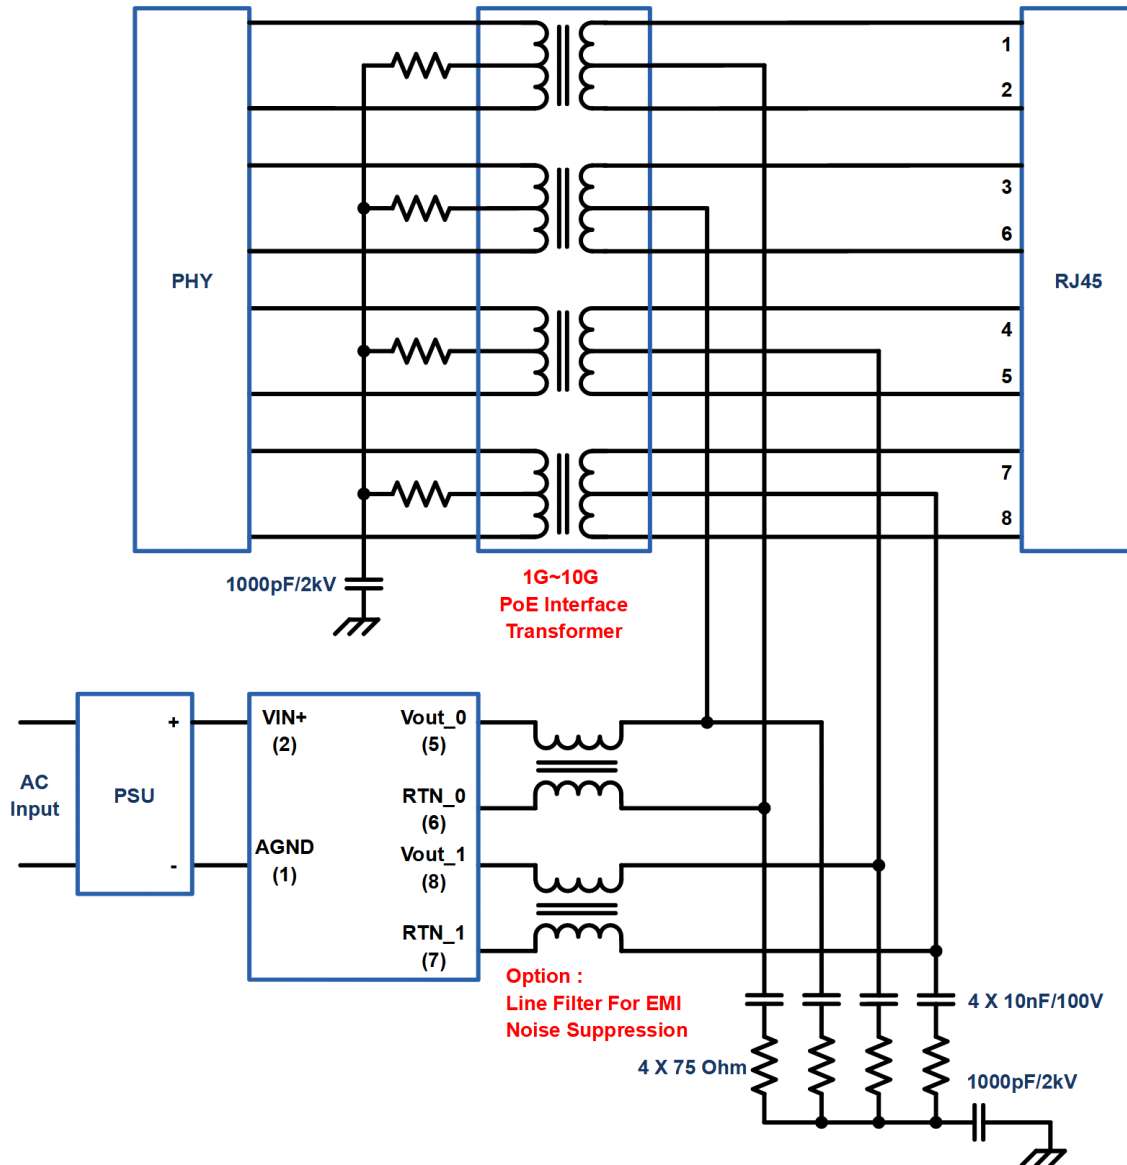 1
2
3
6
PHY
RJ45
4
5
7
8
1000pF/2kV
1G~10G
PoE Interface
Transformer
VIN+
(2)
Vout_0
(5)
+
AC
Input
PSU
RTN_0
(6)
AGND
(1)
Vout_1
(8)
-
RTN_1
(7)
Option :
Line Filter For EMI
Noise Suppression
4 X 10nF/100V
4 X 75 Ohm
1000pF/2kV